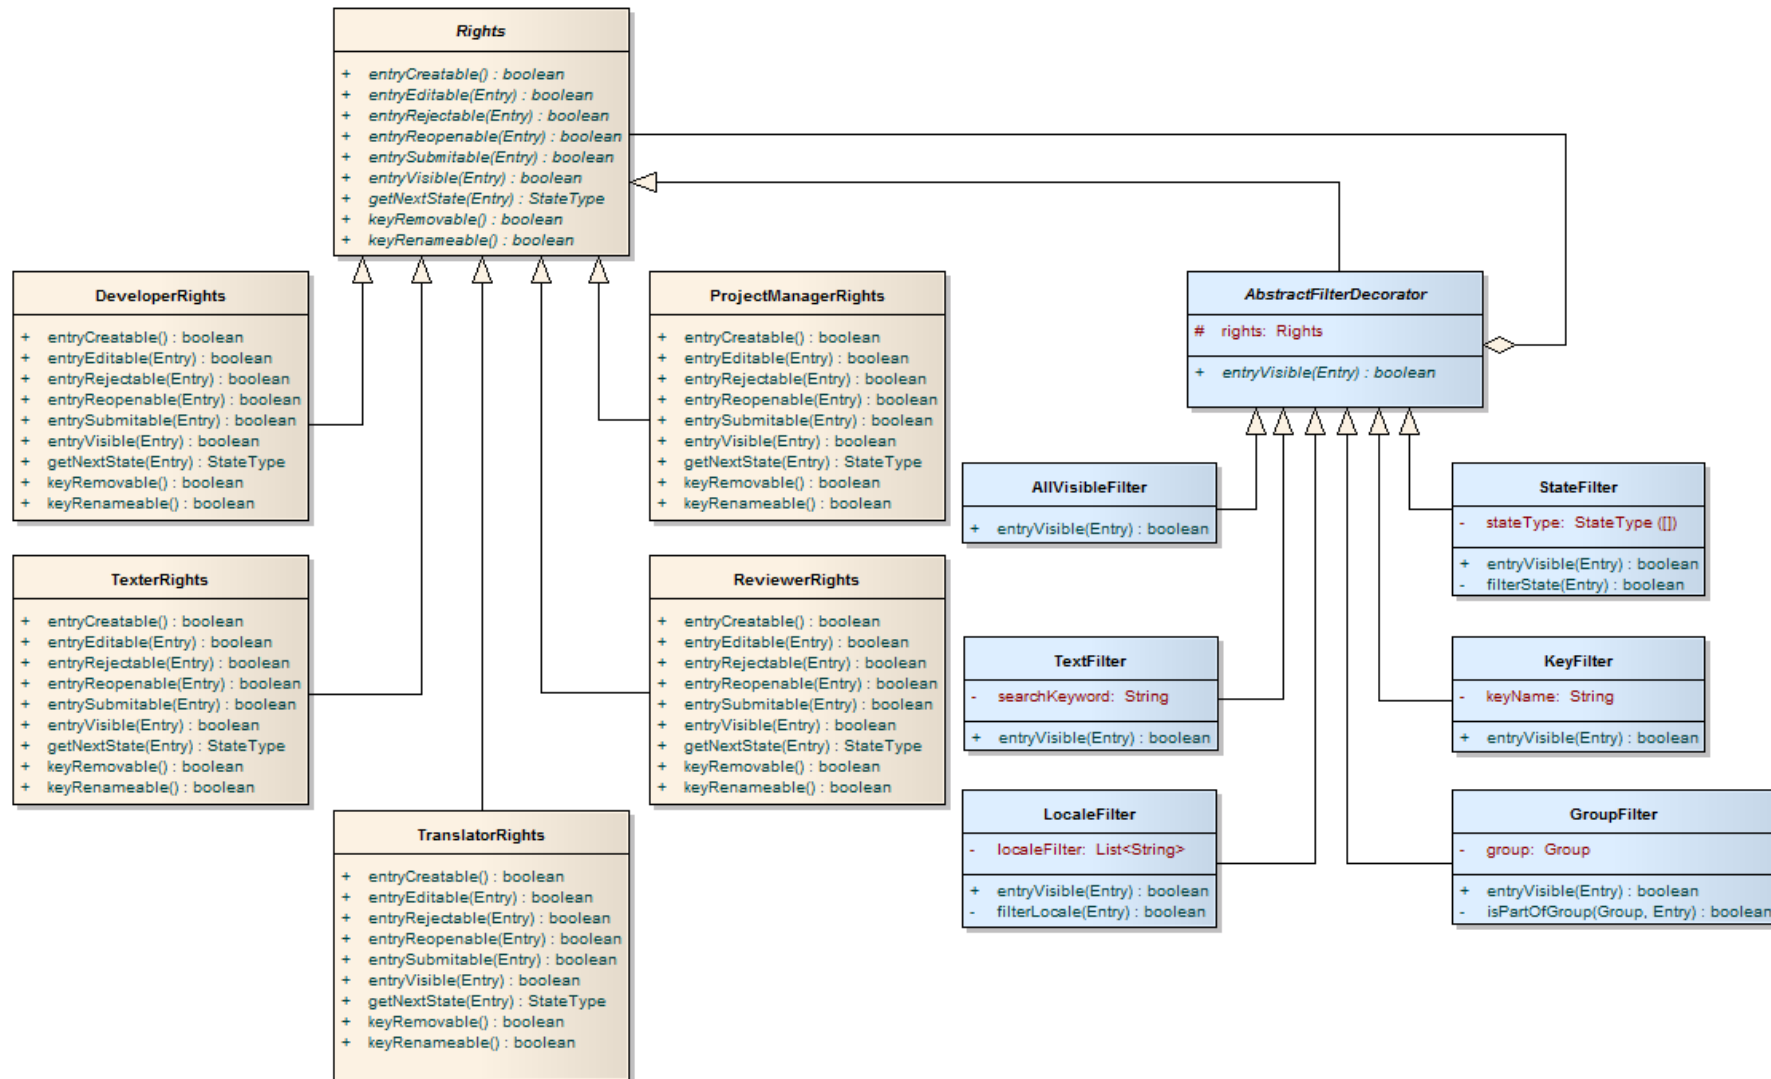 Rights
+ entryCreatable() : boolean
+ entryEditable(Entry) : boolean
+ entryRejectable(Entry) : boolean
+ entryReopenable(Entry) : boolean
+ entrySubmitable(Entry) : boolean
+ entryVisible(Entry) : boolean
+ getNextState(Entry) : StateType
+ keyRemovable() : boolean
+ keyRenameable() : boolean
DeveloperRights
+ entryCreatable() : boolean
+ entryEditable(Entry) : boolean
+ entryRejectable(Entry) : boolean
+ entryReopenable(Entry) : boolean
+ entrySubmitable(Entry) : boolean
+ entryVisible(Entry) : boolean
+ getNextState(Entry) : StateType
+ keyRemovable() : boolean
+ keyRenameable() : boolean
ProjectManagerRights
+ entryCreatable() : boolean
+ entryEditable(Entry) : boolean
+ entryRejectable(Entry) : boolean
+ entryReopenable(Entry) : boolean
+ entrySubmitable(Entry) : boolean
+ entryVisible(Entry) : boolean
+ getNextState(Entry) : StateType
+ keyRemovable() : boolean
+ keyRenameable() : boolean
AbstractFilterDecorator
# rights: Rights
+ entryVisible(Entry) : boolean
AllVisibleFilter
+ entryVisible(Entry) : boolean
StateFilter
- stateType: StateType ([])
+ entryVisible(Entry) : boolean
- filterState(Entry) : boolean
TexterRights
+ entryCreatable() : boolean
+ entryEditable(Entry) : boolean
+ entryRejectable(Entry) : boolean
+ entryReopenable(Entry) : boolean
+ entrySubmitable(Entry) : boolean
+ entryVisible(Entry) : boolean
+ getNextState(Entry) : StateType
+ keyRemovable() : boolean
+ keyRenameable() : boolean
ReviewerRights
+ entryCreatable() : boolean
+ entryEditable(Entry) : boolean
+ entryRejectable(Entry) : boolean
+ entryReopenable(Entry) : boolean
+ entrySubmitable(Entry) : boolean
+ entryVisible(Entry) : boolean
+ getNextState(Entry) : StateType
+ keyRemovable() : boolean
+ keyRenameable() : boolean
TextFilter
- searchKeyword: String
+ entryVisible(Entry) : boolean
KeyFilter
- keyName: String
+ entryVisible(Entry) : boolean
LocaleFilter
- localeFilter: List<String>
+ entryVisible(Entry) : boolean
- filterLocale(Entry) : boolean
GroupFilter
- group: Group
+ entryVisible(Entry) : boolean
- isPartOfGroup(Group, Entry) : boolean
TranslatorRights
+ entryCreatable() : boolean
+ entryEditable(Entry) : boolean
+ entryRejectable(Entry) : boolean
+ entryReopenable(Entry) : boolean
+ entrySubmitable(Entry) : boolean
+ entryVisible(Entry) : boolean
+ getNextState(Entry) : StateType
+ keyRemovable() : boolean
+ keyRenameable() : boolean